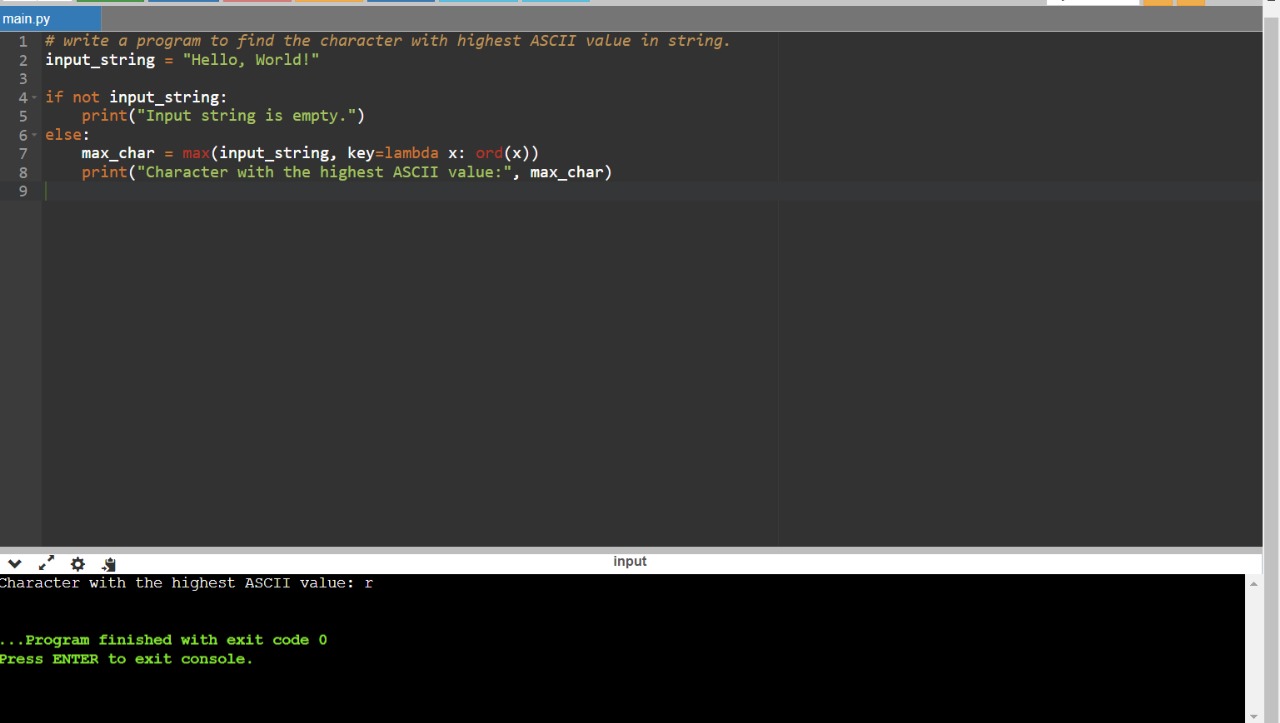 main.py
1 # write a program to find the character with highest ASCII value in string.
2 input_string = "Hello, World!"
3
4 if not input_string:
5     print("Input string is empty.")
6 else:
7     max_char = max(input_string, key=lambda x: ord(x))
8     print("Character with the highest ASCII value:", max_char)
9
input
Character with the highest ASCII value: r
...Program finished with exit code 0
Press ENTER to exit console.